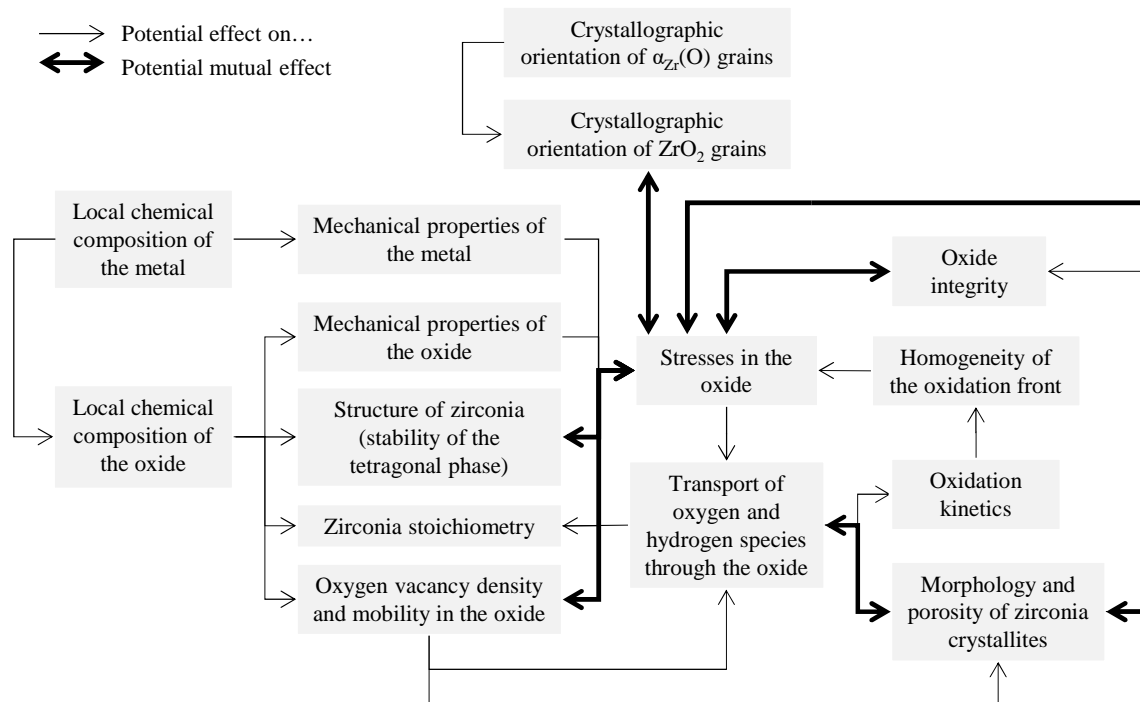 Potential effect on…
Potential mutual effect
Crystallographic
orientation of α_Zr(O) grains
Crystallographic
orientation of ZrO₂ grains
Local chemical
composition of
the metal
Mechanical properties of
the metal
Oxide
integrity
Mechanical properties of
the oxide
Stresses in the
oxide
Homogeneity of
the oxidation front
Local chemical
composition of
the oxide
Structure of zirconia
(stability of the
tetragonal phase)
Transport of
oxygen and
hydrogen species
through the oxide
Oxidation
kinetics
Zirconia stoichiometry
Oxygen vacancy density
and mobility in the oxide
Morphology and
porosity of zirconia
crystallites